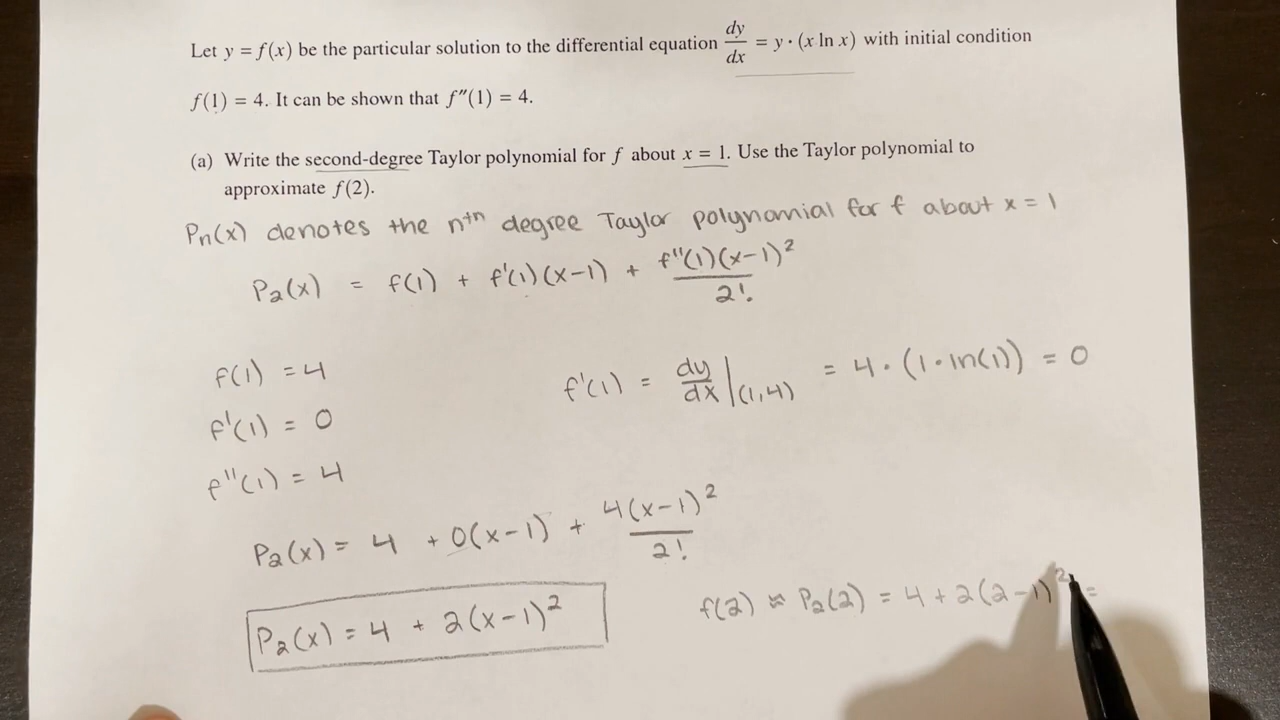 Let y = f(x) be the particular solution to the differential equation dy/dx = y · (x ln x) with initial condition
f(1) = 4. It can be shown that f″(1) = 4.
(a) Write the second-degree Taylor polynomial for f about x = 1. Use the Taylor polynomial to
approximate f(2).
Pn(x) denotes the nth degree Taylor polynomial for f about x = 1
P2(x) = f(1) + f'(1)(x-1) + f"(1)(x-1)²/2!
f(1) = 4
f'(1) = dy/dx |(1,4) = 4 · (1 · ln(1)) = 0
f'(1) = 0
f"(1) = 4
P2(x) = 4 + 0(x-1) + 4(x-1)²/2!
P2(x) = 4 + 2(x-1)²
f(2) ≈ P2(2) = 4 + 2(2-1)² =